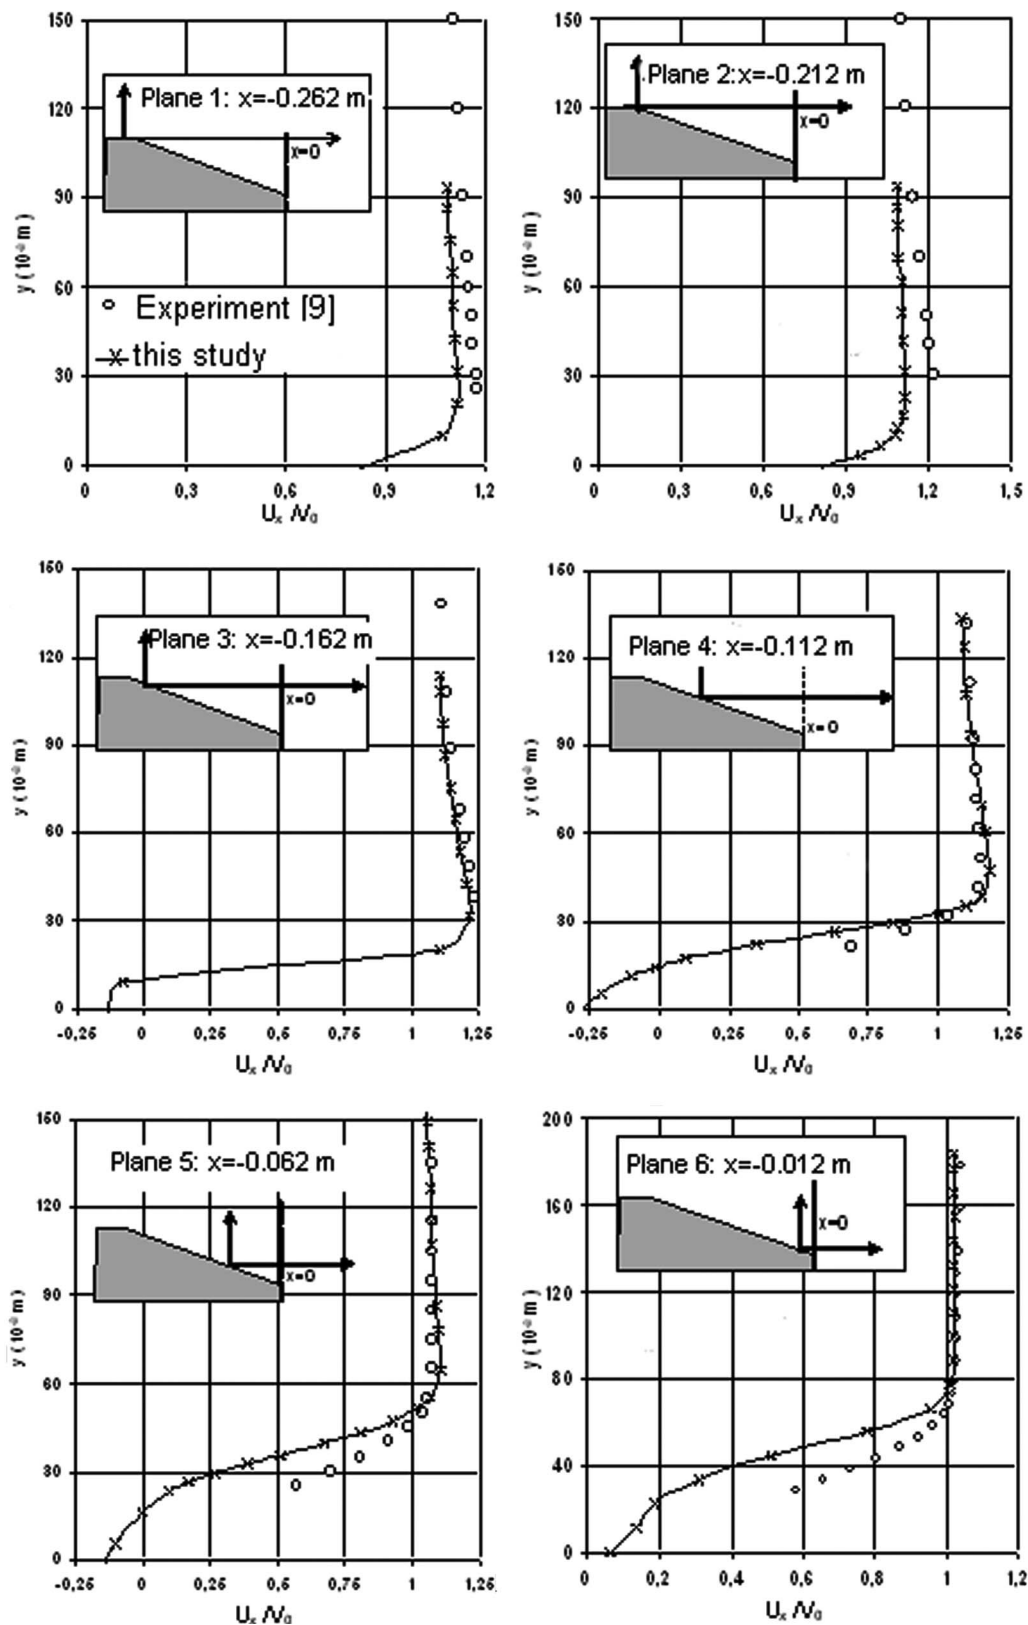 150
120
90
60
30
0
y (10⁻³ m)
Plane 1: x=-0.262 m
x=0
Experiment [9]
this study
0 0,3 0,6 0,9 1,2
Uₓ /V₀
150
120
90
60
30
0
y (10⁻³ m)
Plane 2:x=-0.212 m
x=0
0 0,3 0,6 0,9 1,2 1,5
Uₓ /V₀
150
120
90
60
30
0
y (10⁻³ m)
Plane 3: x=-0.162 m
x=0
-0,25 0 0,25 0,5 0,75 1 1,25
Uₓ /V₀
150
120
90
60
30
0
y (10⁻³ m)
Plane 4: x=-0.112 m
x=0
-0,25 0 0,25 0,5 0,75 1 1,25
Uₓ /V₀
150
120
90
60
30
0
y (10⁻³ m)
Plane 5: x=-0.062 m
x=0
-0,25 0 0,25 0,5 0,75 1 1,25
Uₓ /V₀
200
160
120
80
40
0
y (10⁻³ m)
Plane 6: x=-0.012 m
x=0
0 0,2 0,4 0,6 0,8 1 1,2
Uₓ /V₀